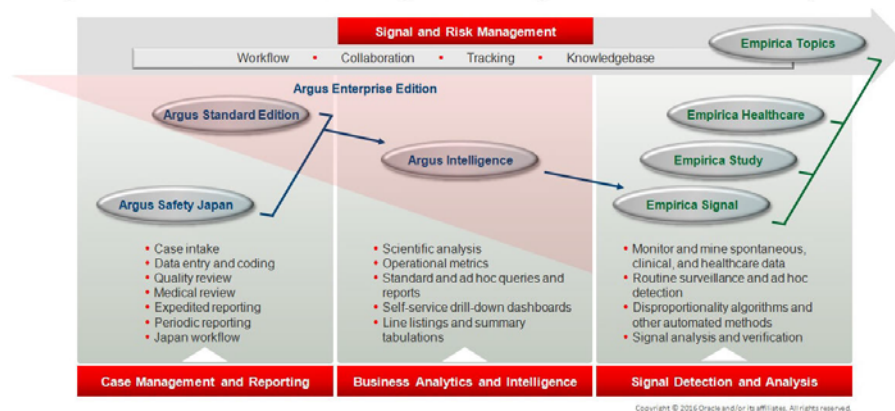 Signal and Risk Management
Workflow • Collaboration • Tracking • Knowledgebase
Empirica Topics
Argus Enterprise Edition
Argus Standard Edition
Argus Safety Japan
Argus Intelligence
Empirica Healthcare
Empirica Study
Empirica Signal
• Case intake
• Data entry and coding
• Quality review
• Medical review
• Expedited reporting
• Periodic reporting
• Japan workflow
• Scientific analysis
• Operational metrics
• Standard and ad hoc queries and
reports
• Self-service drill-down dashboards
• Line listings and summary
tabulations
• Monitor and mine spontaneous,
clinical, and healthcare data
• Routine surveillance and ad hoc
detection
• Disproportionality algorithms and
other automated methods
• Signal analysis and verification
Case Management and Reporting
Business Analytics and Intelligence
Signal Detection and Analysis
Copyright © 2016 Oracle and/or its affiliates. All rights reserved.